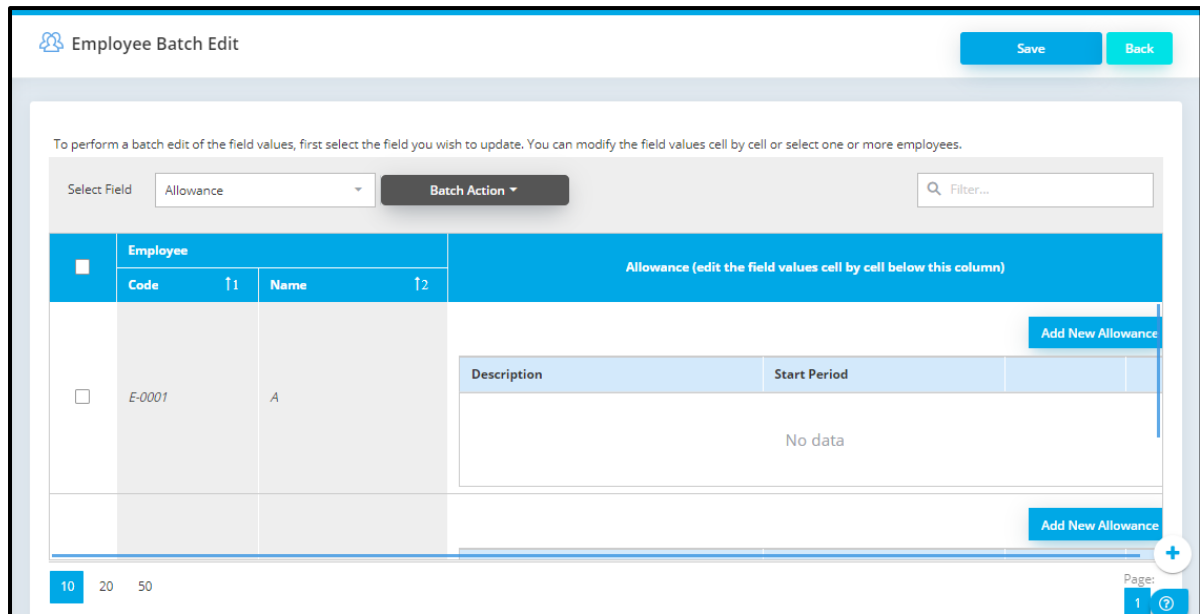 Employee Batch Edit
Save
Back
To perform a batch edit of the field values, first select the field you wish to update. You can modify the field values cell by cell or select one or more employees.
Select Field
Allowance
Batch Action
Filter...
Employee
Allowance (edit the field values cell by cell below this column)
Code
1
Name
2
Add New Allowance
Description
Start Period
E-0001
A
No data
Add New Allowance
10
20
50
Page:
1